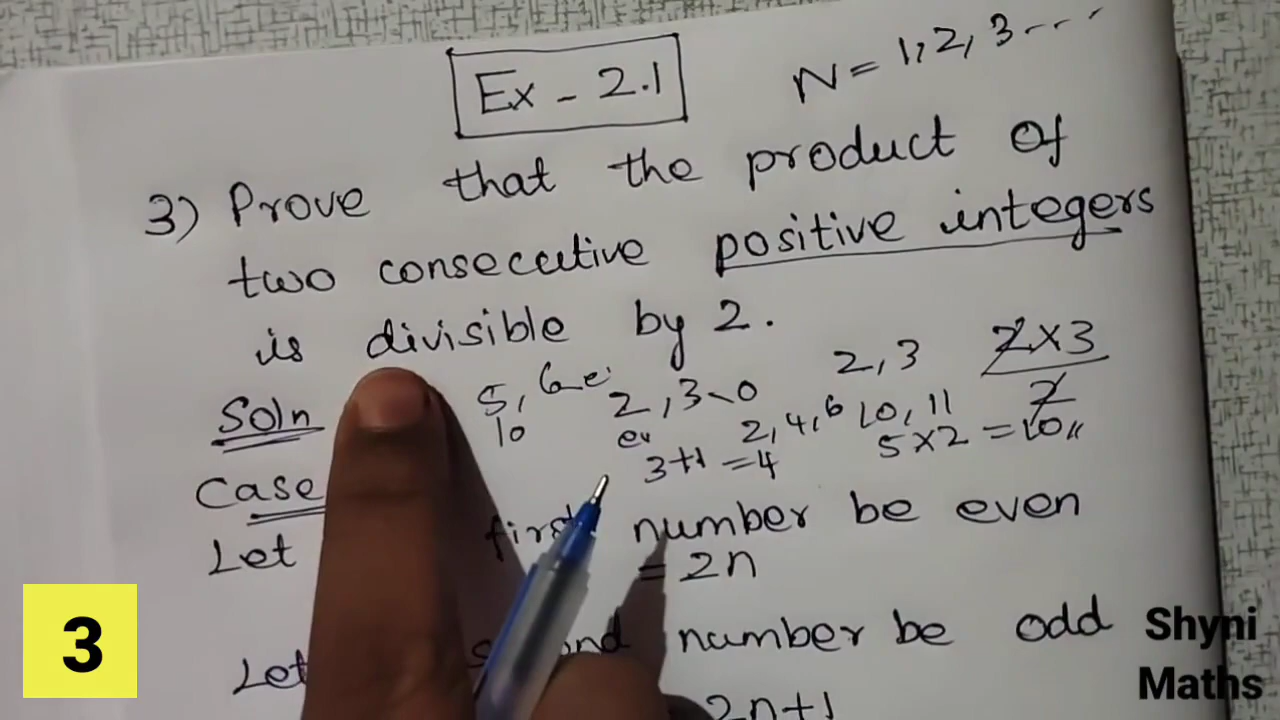 Ex - 2.1
N = 1, 2, 3 ...
3) Prove that the product of
two consecutive positive integers
is divisible by 2.
Soln
5, 6
10
2, 3
2, 3
2 x 3
2
2, 4, 6
10, 11
3+1 = 4
5 x 2 = 10
Case
Let first number be even
= 2n
Let number be odd
2n+1
3
Shyni
Maths